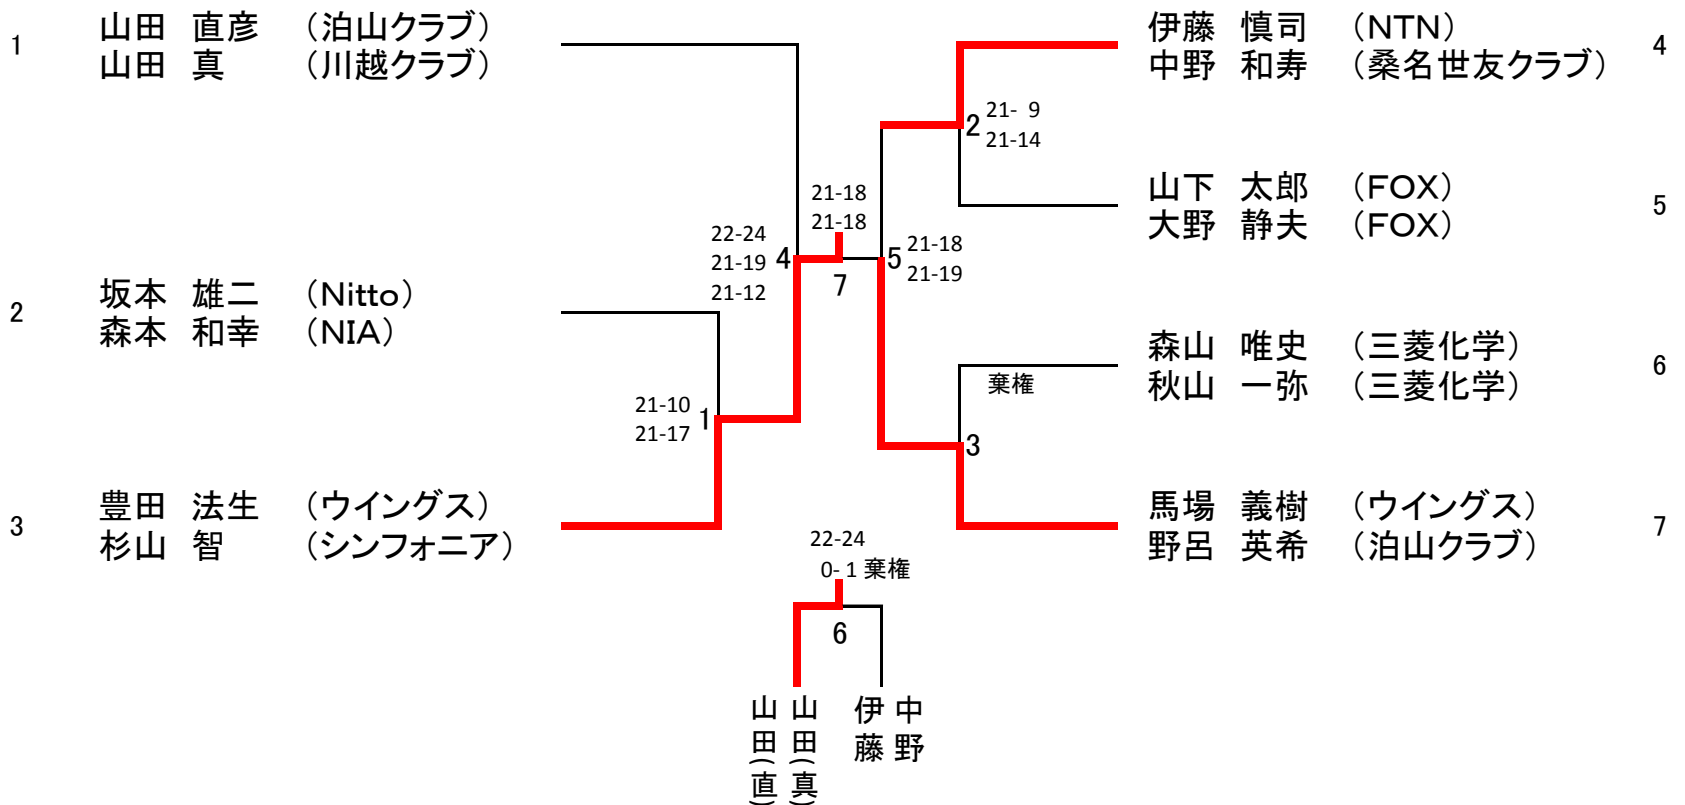 1
山田 直彦 （泊山クラブ）
山田 真 （川越クラブ）
2
坂本 雄二 （Nitto）
森本 和幸 （NIA）
3
豊田 法生 （ウイングス）
杉山 智 （シンフォニア）
21-10
21-17
1
22-24
21-19
21-12
4
21-18
21-18
7
5
21-18
21-19
2
21- 9
21-14
棄権
3
伊藤 慎司 （NTN）
中野 和寿 （桑名世友クラブ）
4
山下 太郎 （FOX）
大野 静夫 （FOX）
5
森山 唯史 （三菱化学）
秋山 一弥 （三菱化学）
6
馬場 義樹 （ウイングス）
野呂 英希 （泊山クラブ）
7
22-24
0- 1 棄権
6
山田(直)
山田(真)
伊藤
中野